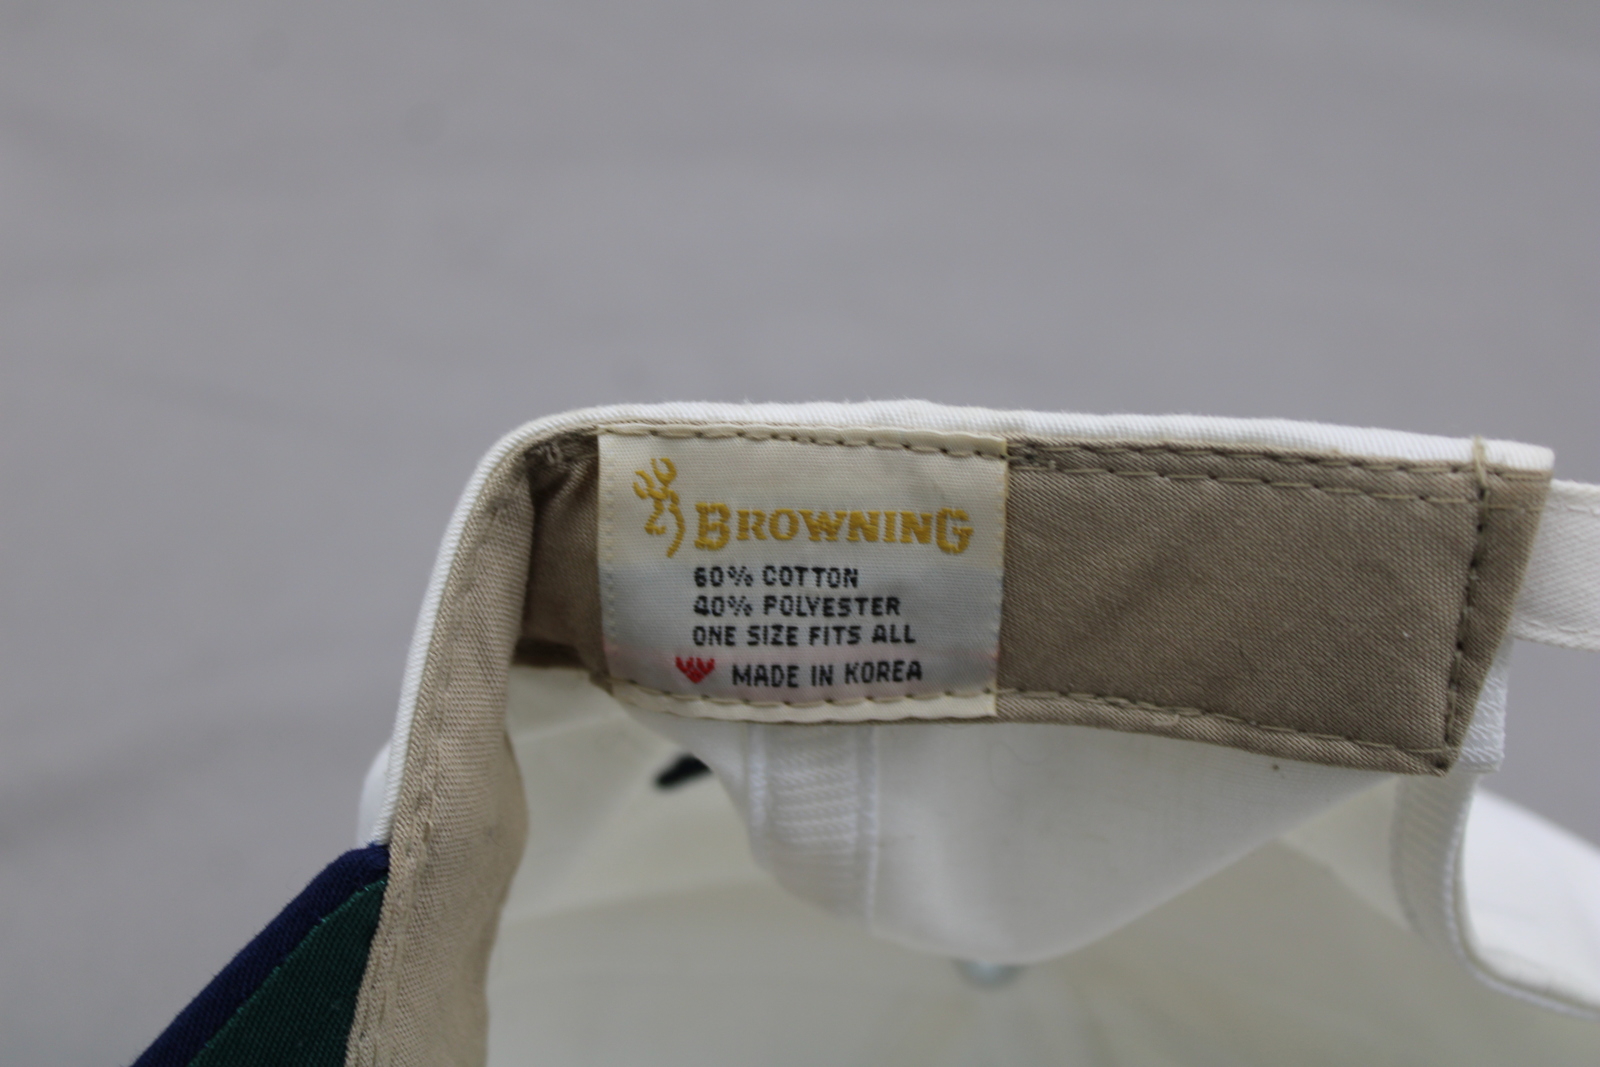 BROWNING
60% COTTON
40% POLYESTER
ONE SIZE FITS ALL
MADE IN KOREA